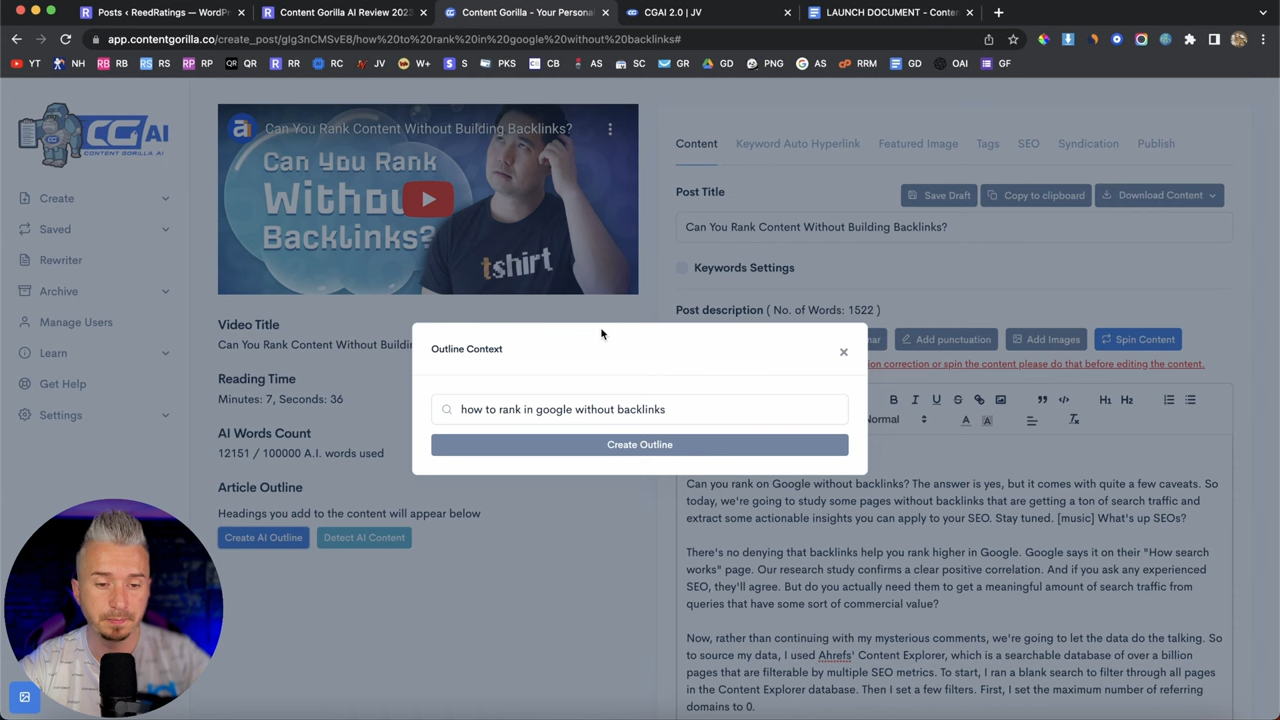 Posts ‹ ReedRatings — WordPr
Content Gorilla AI Review 2023
Content Gorilla - Your Persona
CGAI 2.0 | JV
LAUNCH DOCUMENT - Conte
app.contentgorilla.co/create_post/glg3nCMSvE8/how%20to%20rank%20in%20google%20without%20backlinks#
YT NH RB RS RP QR RR RC JV W+ S PKS CB AS SC GR GD PNG AS RRM GD OAI GF
CG AI
CONTENT GORILLA AI
Create
Saved
Rewriter
Archive
Manage Users
Learn
Get Help
Settings
Can You Rank Content Without Building Backlinks?
Can You Rank
Without
Backlinks?
tshirt
Video Title
Can You Rank Content Without Buildin
Reading Time
Minutes: 7, Seconds: 36
AI Words Count
12151 / 100000 A.I. words used
Article Outline
Headings you add to the content will appear below
Create AI Outline
Detect AI Content
Outline Context
×
how to rank in google without backlinks
Create Outline
Content Keyword Auto Hyperlink Featured Image Tags SEO Syndication Publish
Post Title
Save Draft
Copy to clipboard
Download Content
Can You Rank Content Without Building Backlinks?
Keywords Settings
Post description ( No. of Words: 1522 )
nar
Add punctuation
Add Images
Spin Content
ion correction or spin the content please do that before editing the content.
B I U S H1 H2
ormal A A
Can you rank on Google without backlinks? The answer is yes, but it comes with quite a few caveats. So
today, we're going to study some pages without backlinks that are getting a ton of search traffic and
extract some actionable insights you can apply to your SEO. Stay tuned. [music] What's up SEOs?
There's no denying that backlinks help you rank higher in Google. Google says it on their "How search
works" page. Our research study confirms a clear positive correlation. And if you ask any experienced
SEO, they'll agree. But do you actually need them to get a meaningful amount of search traffic from
queries that have some sort of commercial value?
Now, rather than continuing with my mysterious comments, we're going to let the data do the talking. So
to source my data, I used Ahrefs' Content Explorer, which is a searchable database of over a billion
pages that are filterable by multiple SEO metrics. To start, I ran a blank search to filter through all pages
in the Content Explorer database. Then I set a few filters. First, I set the maximum number of referring
domains to 0.